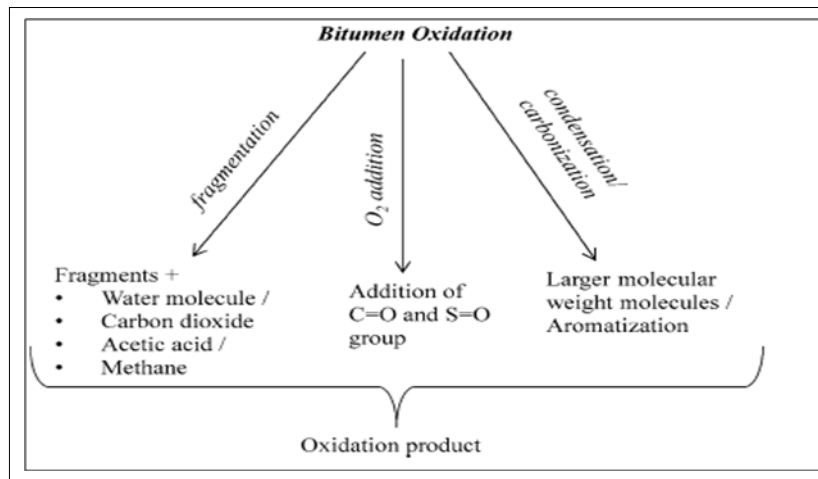 Bitumen Oxidation
fragmentation
O₂ addition
condensation/
carbonization
Fragments +
• Water molecule /
• Carbon dioxide
• Acetic acid /
• Methane
Addition of
C=O and S=O
group
Larger molecular
weight molecules /
Aromatization
Oxidation product